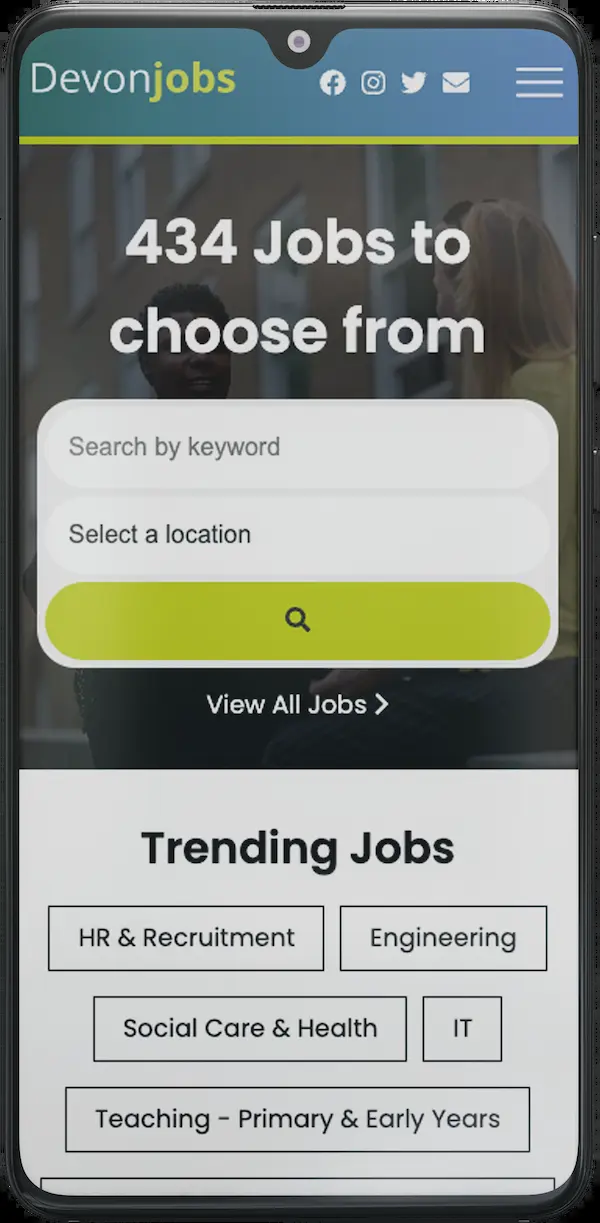 Devonjobs
434 Jobs to
choose from
Search by keyword
Select a location
View All Jobs
Trending Jobs
HR & Recruitment
Engineering
Social Care & Health
IT
Teaching - Primary & Early Years